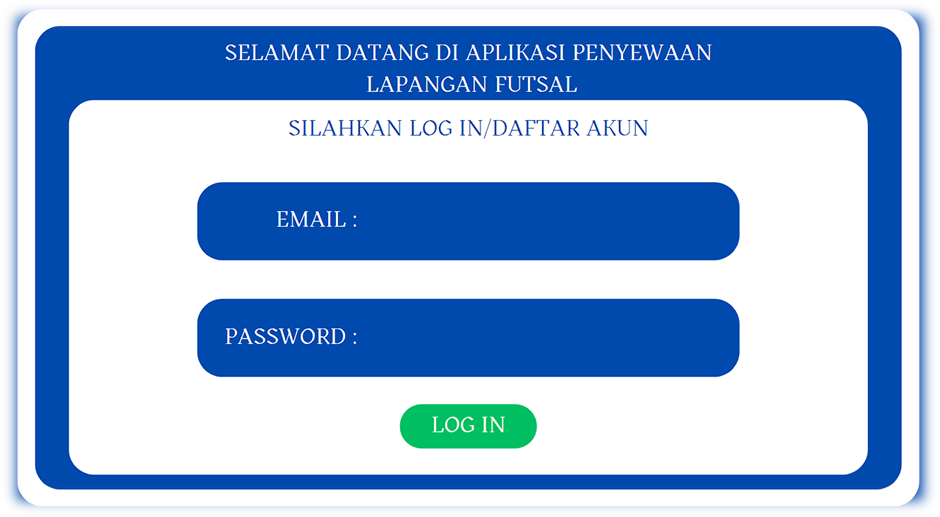 SELAMAT DATANG DI APLIKASI PENYEWAAN
LAPANGAN FUTSAL
SILAHKAN LOG IN/DAFTAR AKUN
EMAIL :
PASSWORD :
LOG IN